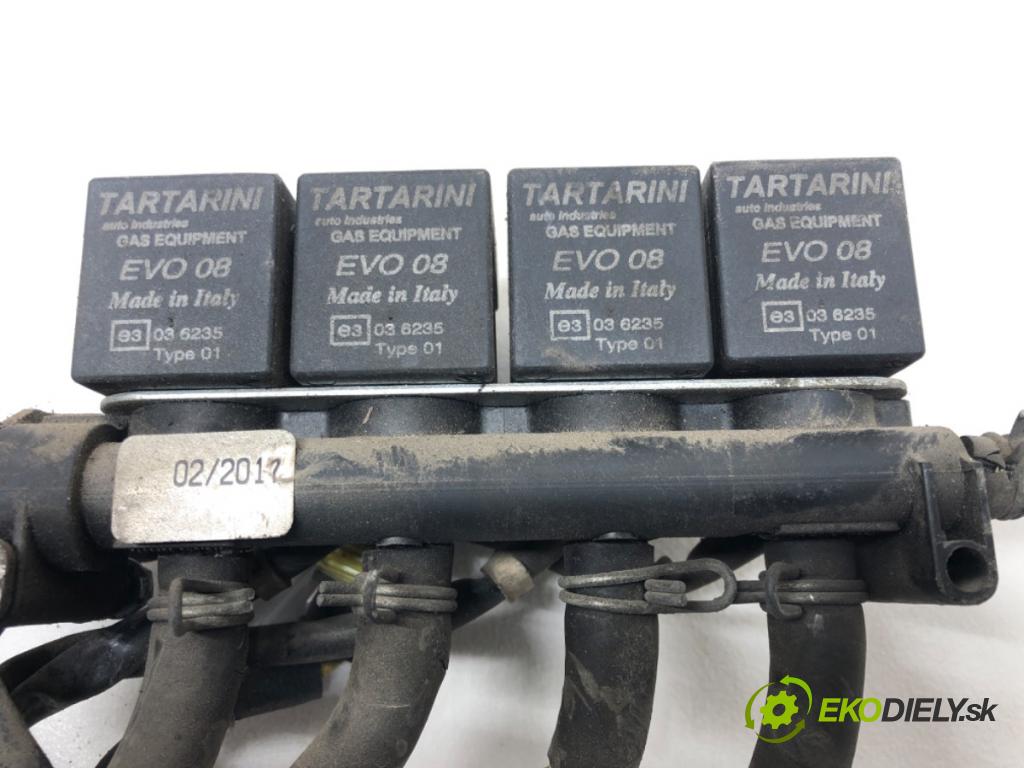 TARTARINI
auto industries
GAS EQUIPMENT
EVO 08
Made in Italy
e3 03 6235
Type 01
TARTARINI
auto industries
GAS EQUIPMENT
EVO 08
Made in Italy
e3 03 6235
Type 01
TARTARINI
auto industries
GAS EQUIPMENT
EVO 08
Made in Italy
e3 03 6235
Type 01
TARTARINI
auto industries
GAS EQUIPMENT
EVO 08
Made in Italy
e3 03 6235
Type 01
02/2017
EKODIELY.sk